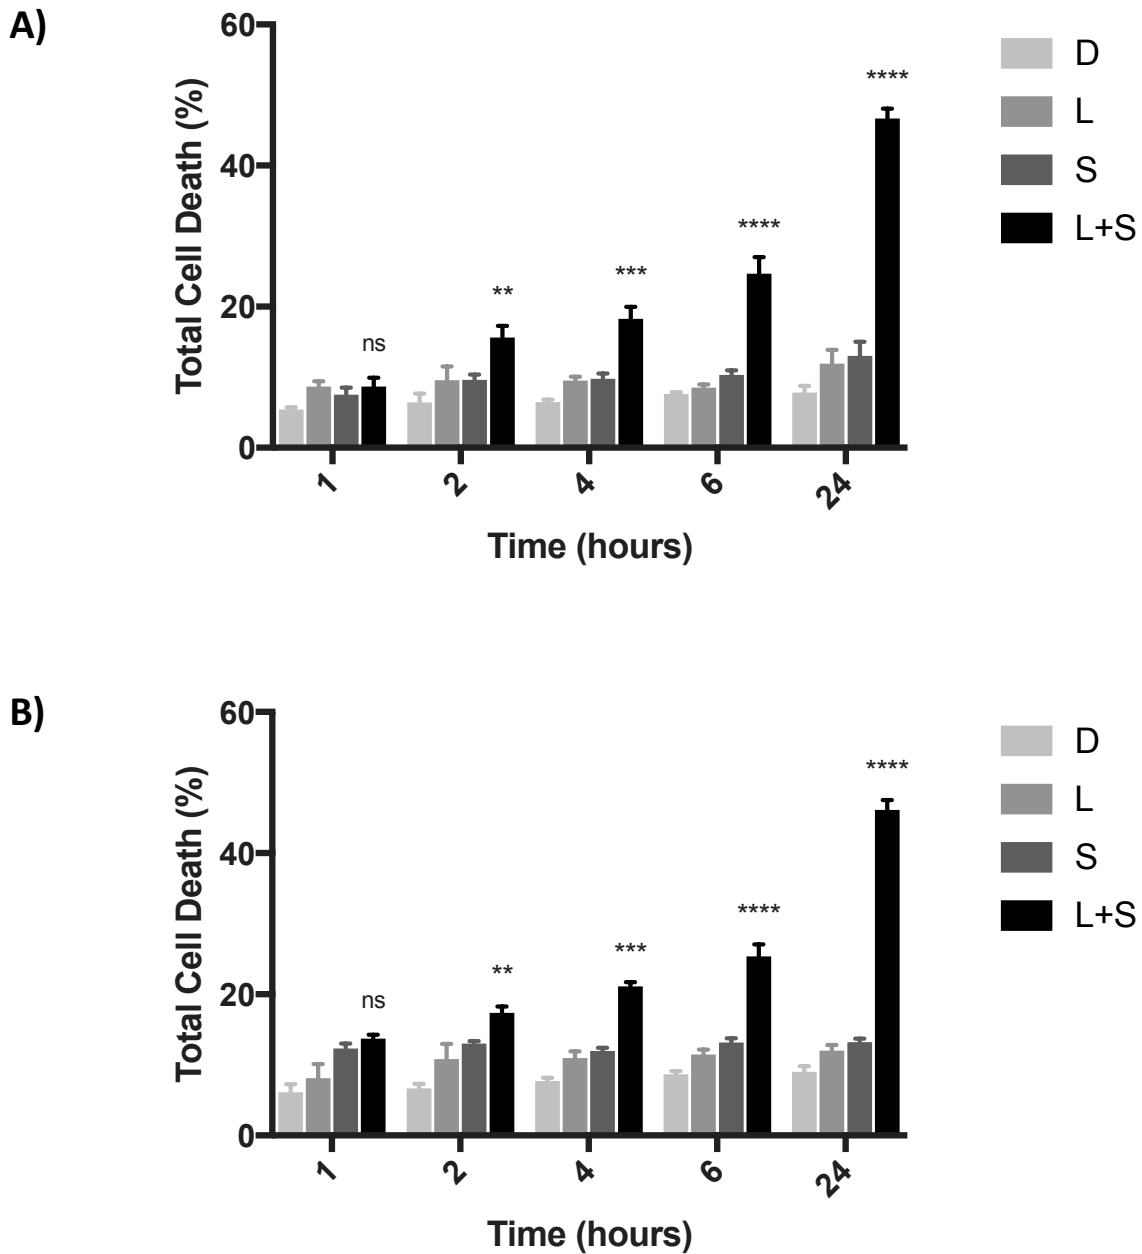 A)
Total Cell Death (%)
60
40
20
0
ns
**
***
****
****
1
2
4
6
24
Time (hours)
D
L
S
L+S
B)
Total Cell Death (%)
60
40
20
0
ns
**
***
****
****
1
2
4
6
24
Time (hours)
D
L
S
L+S